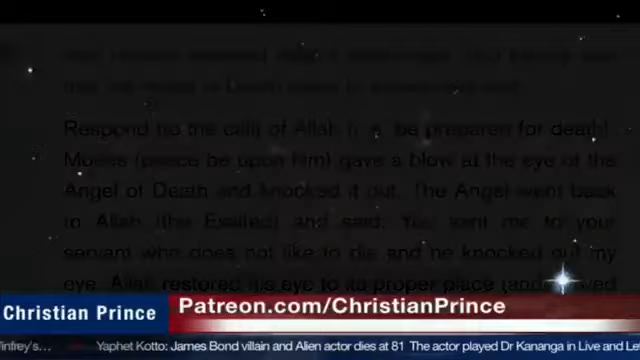 Respond to the call) of Allah (i. e. be prepared for death).
Moses (peace be upon him) gave a blow at the eye of the
Angel of Death and knocked it out. The Angel went back
to Allah (the Exalted) and said: You sent me to your
servant who does not like to die and he knocked out my
eye. Allah restored his eye to its proper place (and
Christian Prince
Patreon.com/ChristianPrince
Yaphet Kotto: James Bond villain and Alien actor dies at 81 The actor played Dr Kananga in Live and Le